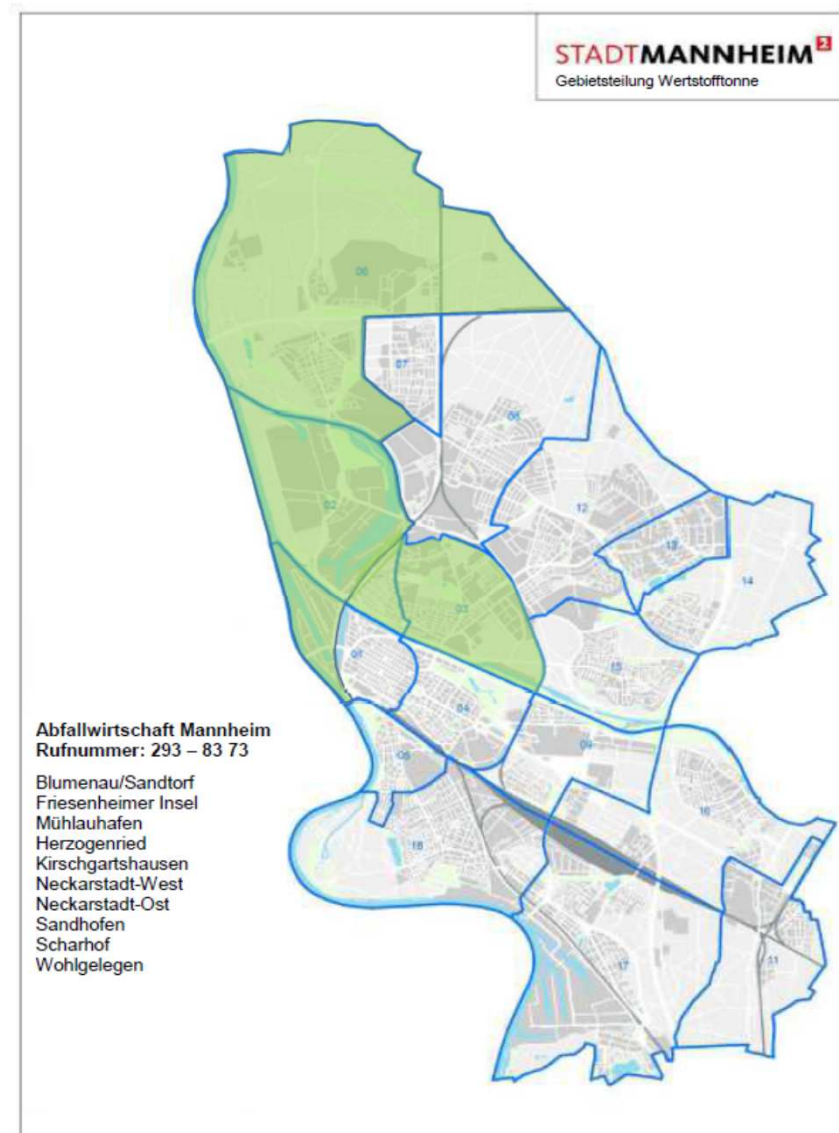 STADTMANNHEIM²
Gebietsteilung Wertstofftonne
06
07
08
02
12
13
14
03
01
15
04
09
05
16
18
17
11
Abfallwirtschaft Mannheim
Rufnummer: 293 – 83 73
Blumenau/Sandtorf
Friesenheimer Insel
Mühlauhafen
Herzogenried
Kirschgartshausen
Neckarstadt-West
Neckarstadt-Ost
Sandhofen
Scharhof
Wohlgelegen